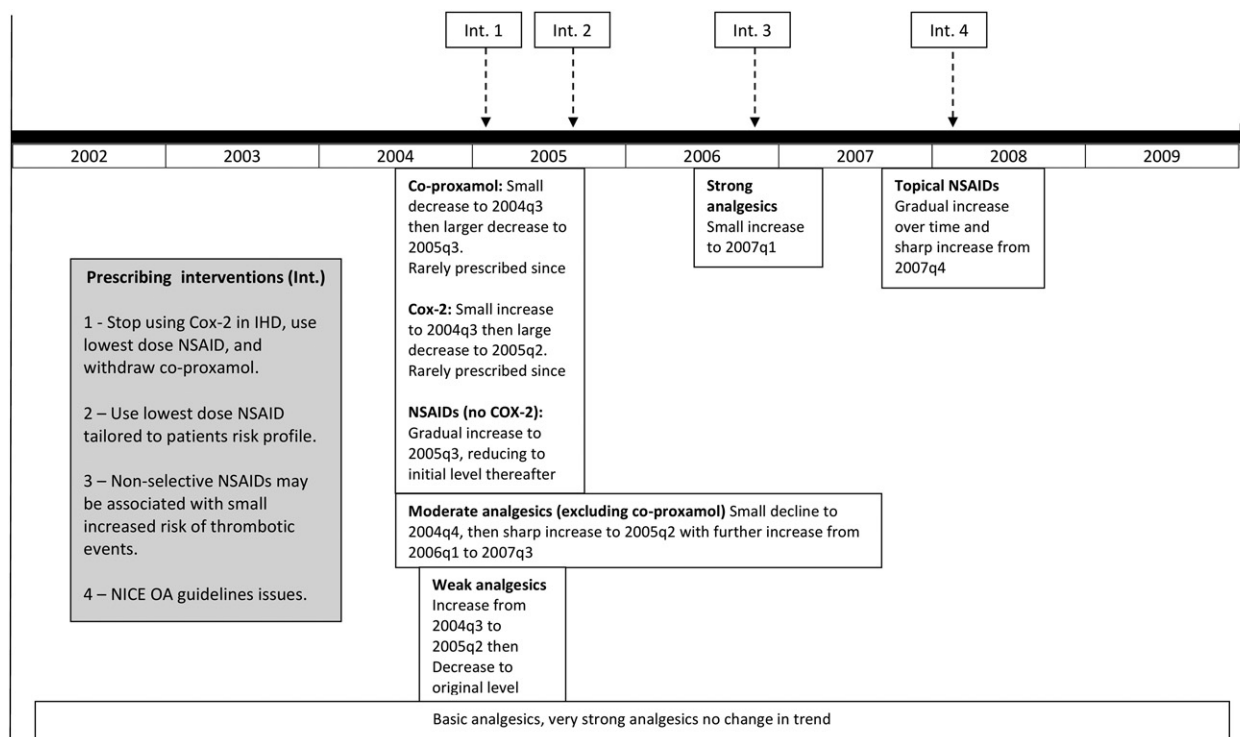 Int. 1
Int. 2
Int. 3
Int. 4
2002
2003
2004
2005
2006
2007
2008
2009
Co-proxamol: Small
decrease to 2004q3
then larger decrease to
2005q3.
Rarely prescribed since
Cox-2: Small increase
to 2004q3 then large
decrease to 2005q2.
Rarely prescribed since
NSAIDs (no COX-2):
Gradual increase to
2005q3, reducing to
initial level thereafter
Strong
analgesics
Small increase
to 2007q1
Topical NSAIDs
Gradual increase
over time and
sharp increase from
2007q4
Prescribing interventions (Int.)
1 - Stop using Cox-2 in IHD, use
lowest dose NSAID, and
withdraw co-proxamol.
2 – Use lowest dose NSAID
tailored to patients risk profile.
3 – Non-selective NSAIDs may
be associated with small
increased risk of thrombotic
events.
4 – NICE OA guidelines issues.
Moderate analgesics (excluding co-proxamol) Small decline to
2004q4, then sharp increase to 2005q2 with further increase from
2006q1 to 2007q3
Weak analgesics
Increase from
2004q3 to
2005q2 then
Decrease to
original level
Basic analgesics, very strong analgesics no change in trend